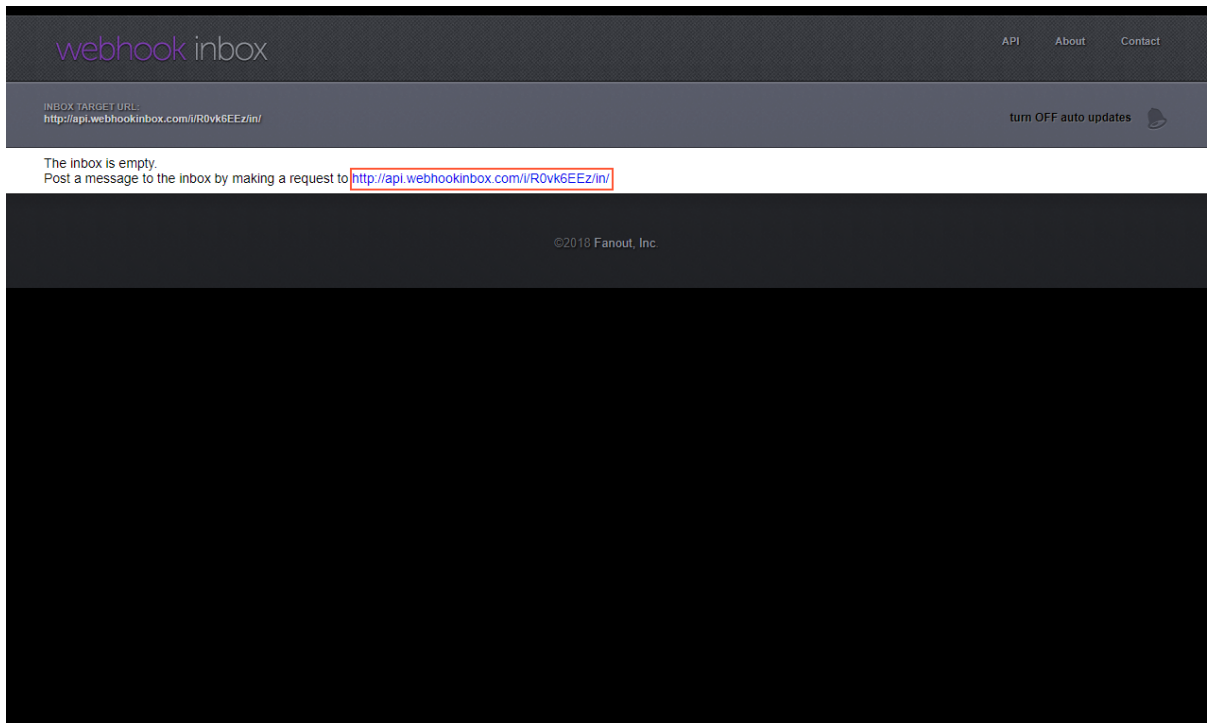 webhook inbox
API About Contact
INBOX TARGET URL:
http://api.webhookinbox.com/i/R0vk6EEz/in/
turn OFF auto updates
The inbox is empty.
Post a message to the inbox by making a request to http://api.webhookinbox.com/i/R0vk6EEz/in/
©2018 Fanout, Inc.